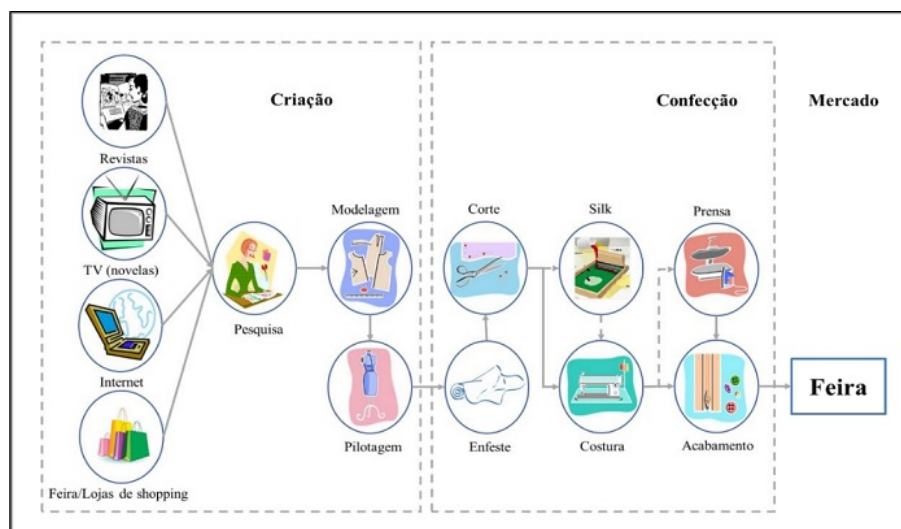 Criação
Confecção
Mercado
Revistas
TV (novelas)
Internet
Feira/Lojas de shopping
Pesquisa
Modelagem
Pilotagem
Corte
Silk
Prensa
Enfeste
Costura
Acabamento
Feira